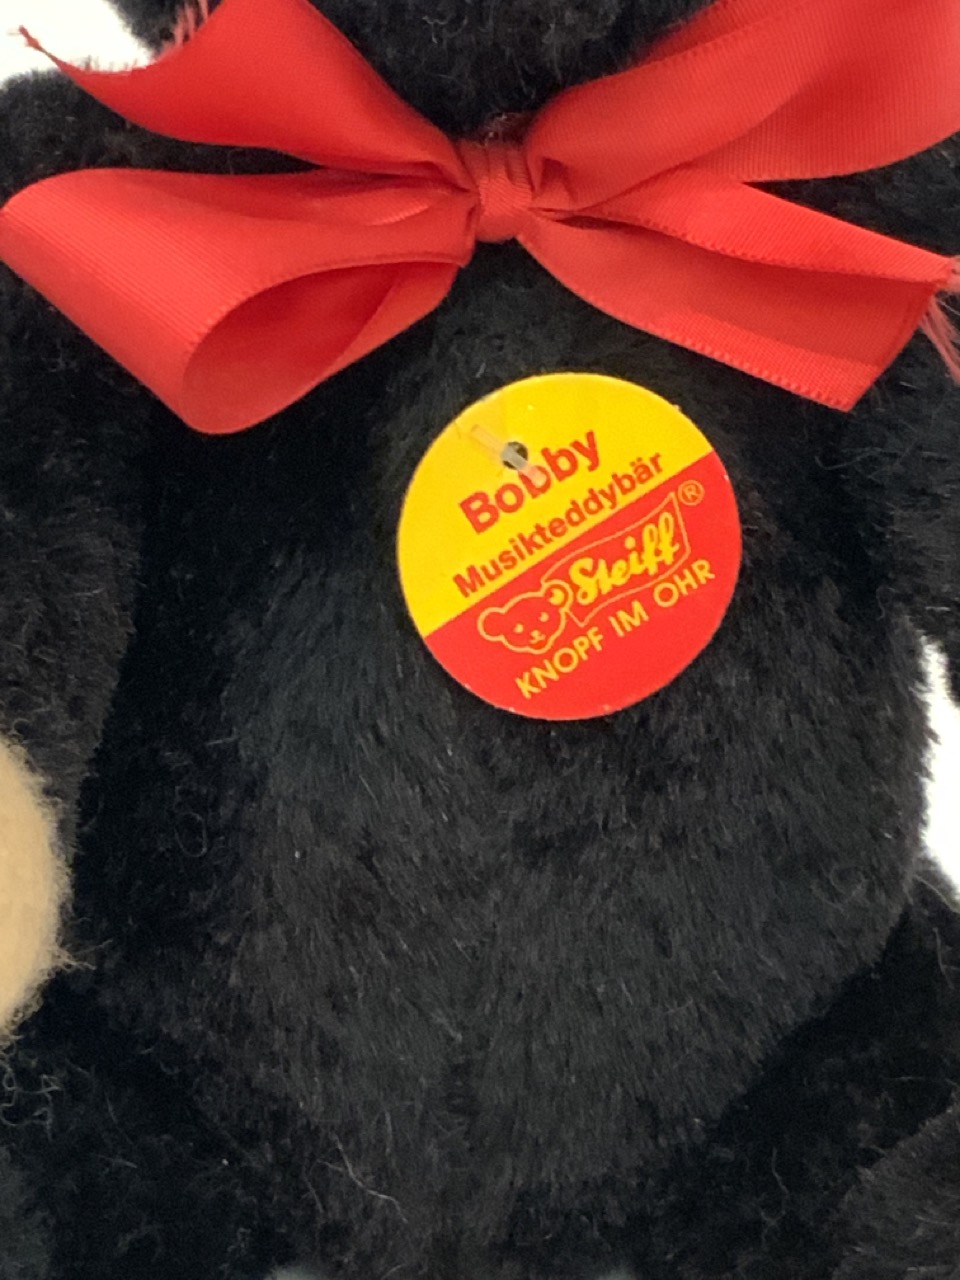 Bobby
Musikteddybär
Steiff®
KNOPF IM OHR